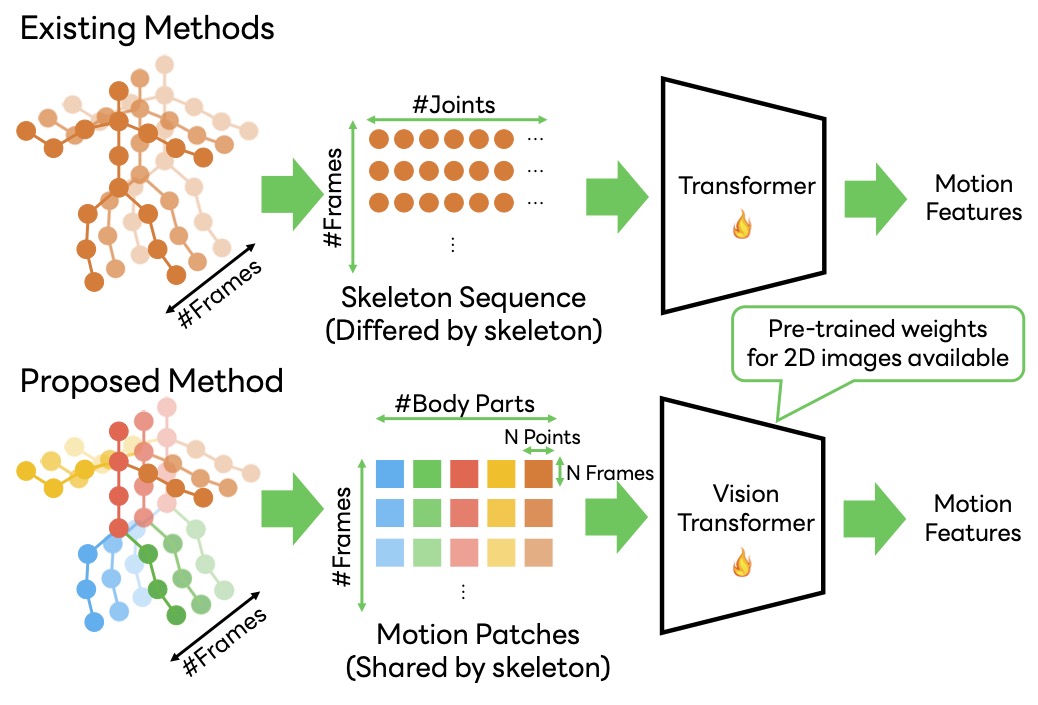 Existing Methods
#Frames
#Joints
#Frames
...
...
...
...
Skeleton Sequence
(Differed by skeleton)
Transformer
Motion
Features
Pre-trained weights
for 2D images available
Proposed Method
#Frames
#Body Parts
N Points
N Frames
#Frames
...
Motion Patches
(Shared by skeleton)
Vision
Transformer
Motion
Features